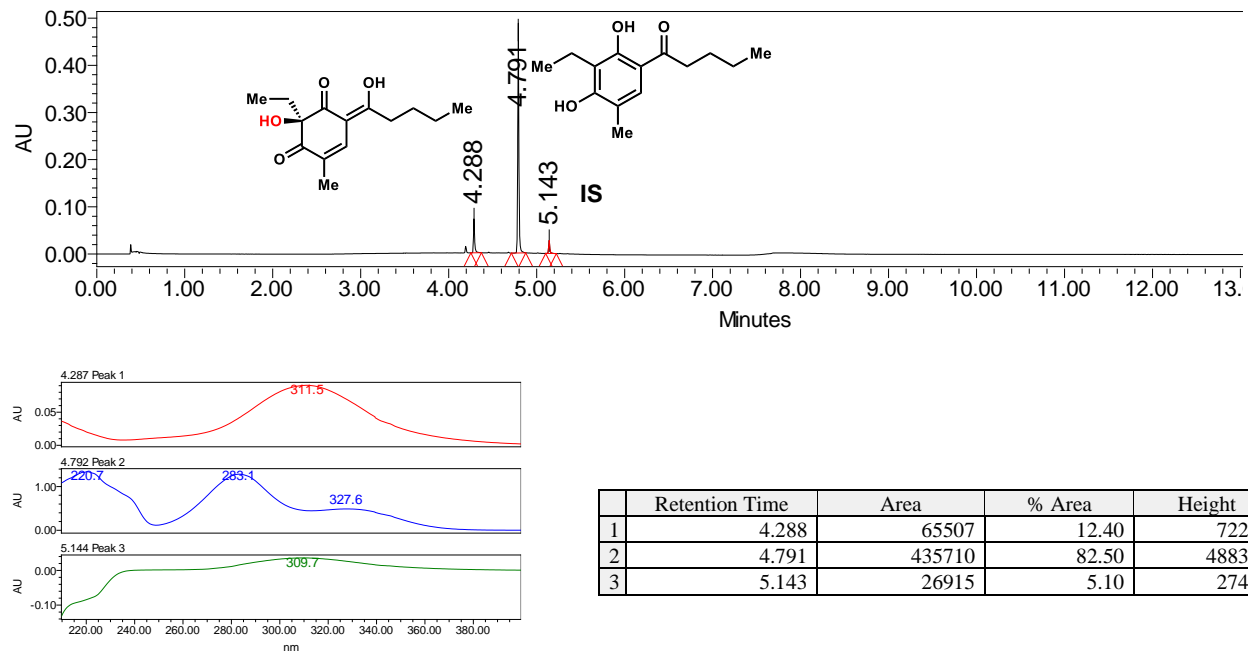 0.50
0.40
0.30
0.20
0.10
0.00
AU
4.288
4.791
5.143
IS
O
OH
Me
HO
O
Me
Me
OH
O
Me
Me
HO
Me
0.00 1.00 2.00 3.00 4.00 5.00 6.00 7.00 8.00 9.00 10.00 11.00 12.00 13.
Minutes
4.287 Peak 1
311.5
AU
0.05
0.00
4.792 Peak 2
220.7 283.1 327.6
AU
1.00
0.00
5.144 Peak 3
309.7
AU
0.00
-0.10
220.00 240.00 260.00 280.00 300.00 320.00 340.00 360.00 380.00
nm
Retention Time Area % Area Height
1 4.288 65507 12.40 722
2 4.791 435710 82.50 4883
3 5.143 26915 5.10 274